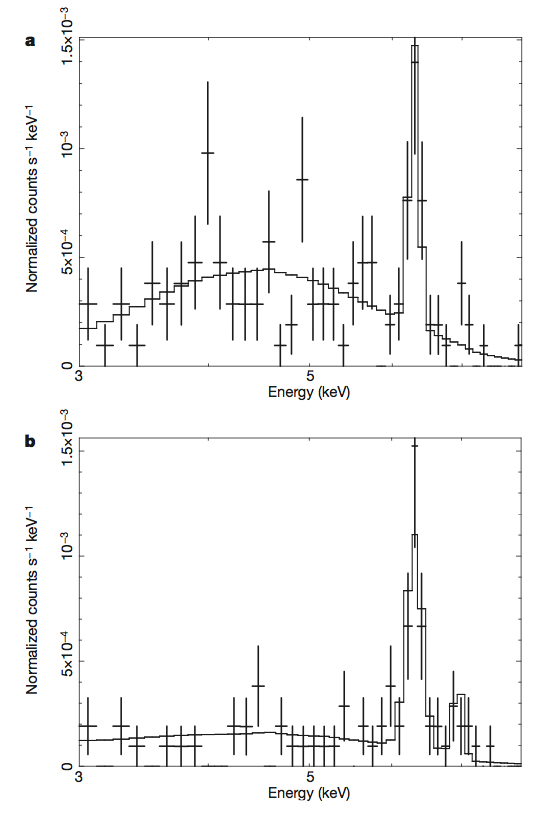 a
1.5×10⁻³
10⁻³
5×10⁻⁴
0
Normalized counts s⁻¹ keV⁻¹
3
5
Energy (keV)
b
1.5×10⁻³
10⁻³
5×10⁻⁴
0
Normalized counts s⁻¹ keV⁻¹
3
5
Energy (keV)